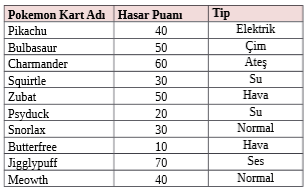 Pokemon Kart Adı Hasar Puanı Tip
Pikachu 40 Elektrik
Bulbasaur 50 Çim
Charmander 60 Ateş
Squirtle 30 Su
Zubat 50 Hava
Psyduck 20 Su
Snorlax 30 Normal
Butterfree 10 Hava
Jigglypuff 70 Ses
Meowth 40 Normal